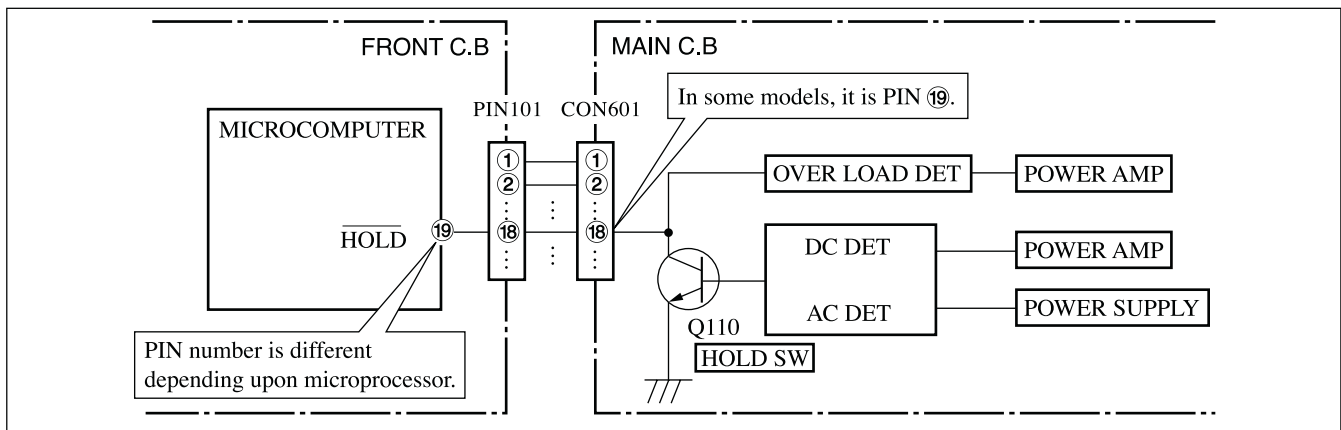 FRONT C.B
MAIN C.B
In some models, it is PIN ⑲.
PIN101
CON601
MICROCOMPUTER
① ①
② ②
⋮ ⋮ ⋮
HOLD ⑲ ⑱ ⑱
⋮ ⋮ ⋮
OVER LOAD DET
POWER AMP
DC DET
POWER AMP
AC DET
POWER SUPPLY
Q110
HOLD SW
PIN number is different
depending upon microprocessor.